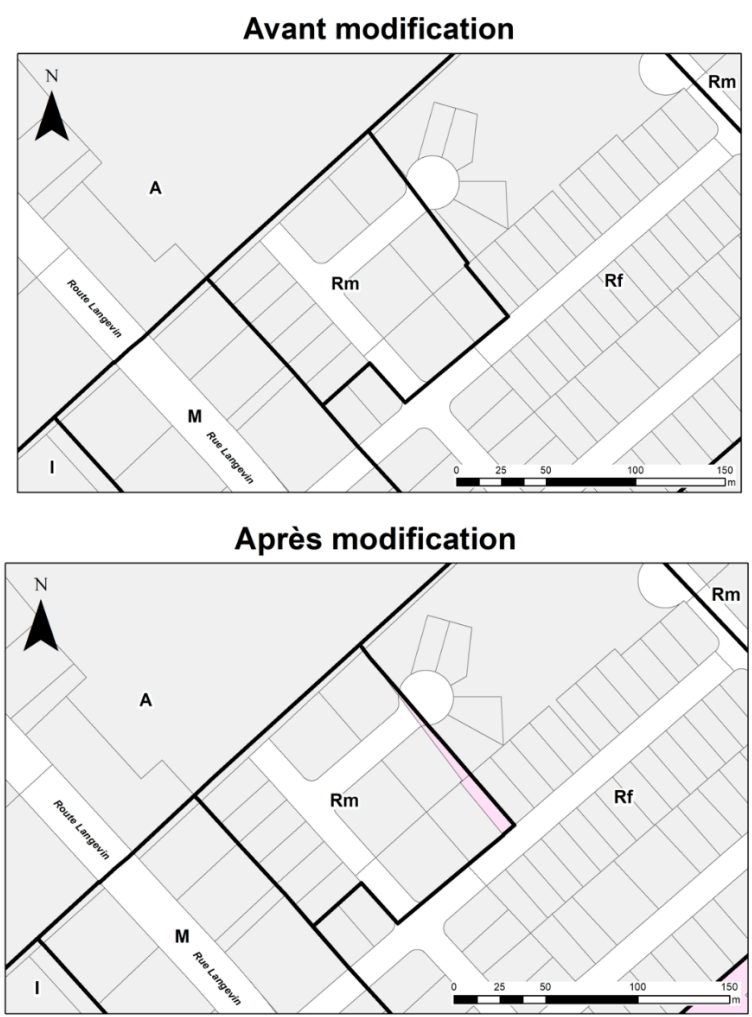 Avant modification
N
Rm
A
Rf
Rm
Route Langevin
M
Rue Langevin
I
0 25 50 100 150
m
Après modification
N
Rm
A
Rf
Rm
Route Langevin
M
Rue Langevin
I
0 25 50 100 150
m